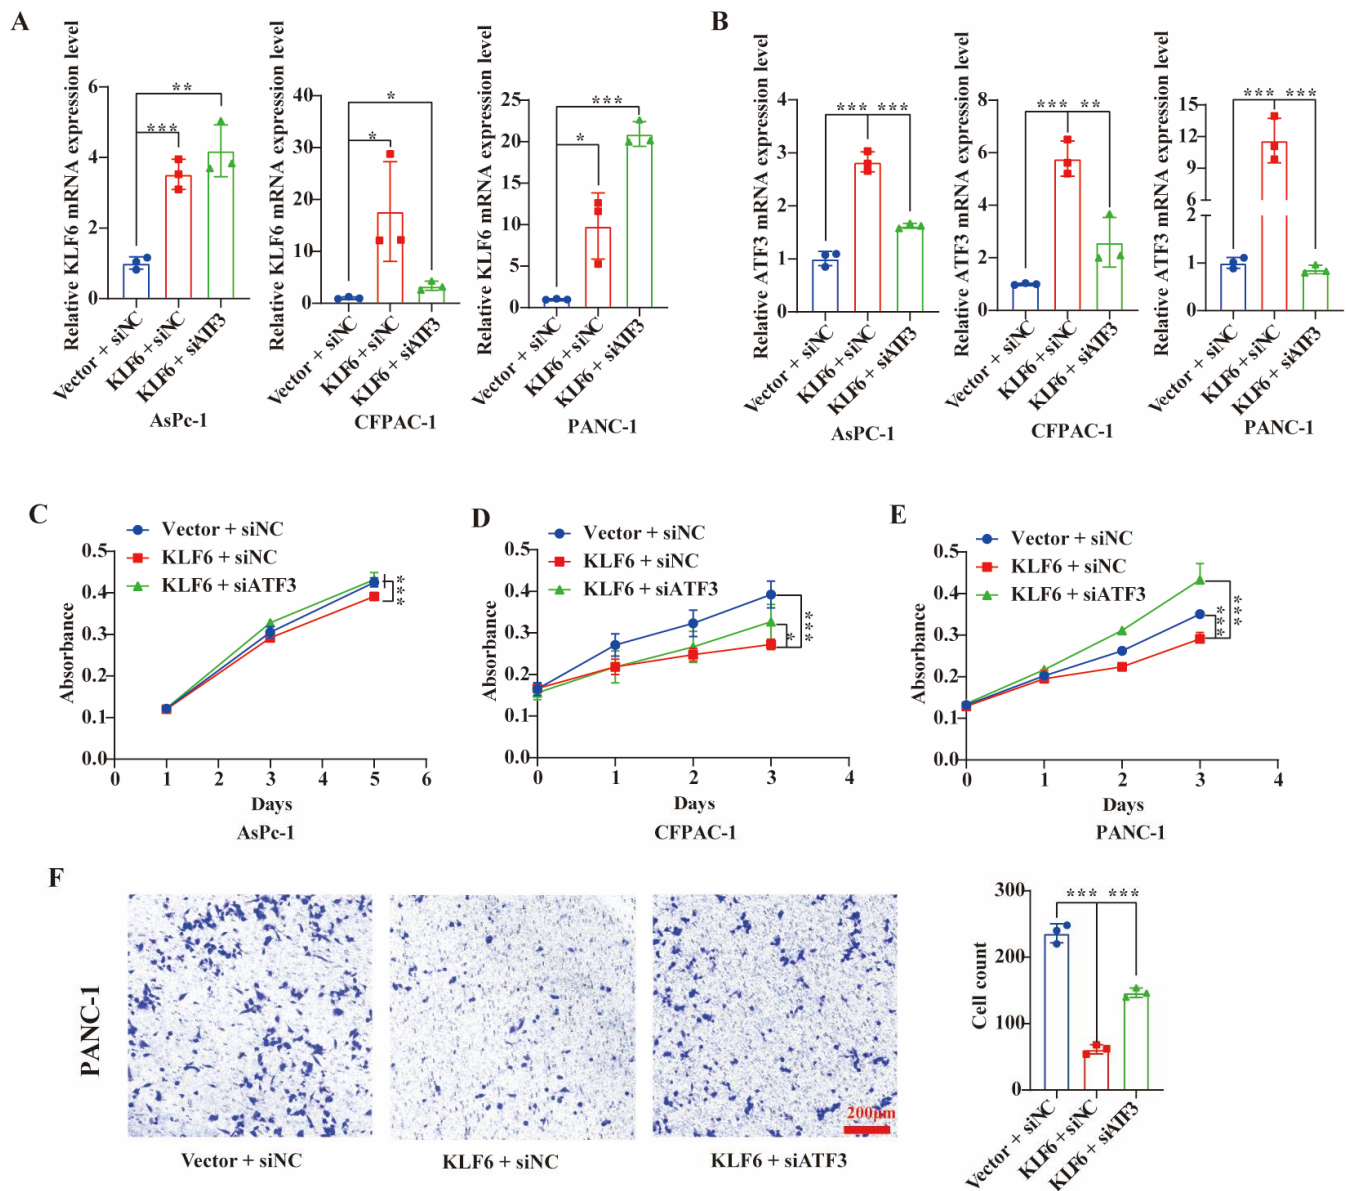 A
B
Relative KLF6 mRNA expression level
6
4
2
0
**
***
Vector + siNC
KLF6 + siNC
KLF6 + siATF3
AsPc-1
Relative KLF6 mRNA expression level
40
30
20
10
0
*
*
Vector + siNC
KLF6 + siNC
KLF6 + siATF3
CFPAC-1
Relative KLF6 mRNA expression level
25
20
15
10
5
0
***
*
Vector + siNC
KLF6 + siNC
KLF6 + siATF3
PANC-1
Relative ATF3 mRNA expression level
4
3
2
1
0
*** ***
Vector + siNC
KLF6 + siNC
KLF6 + siATF3
AsPC-1
Relative ATF3 mRNA expression level
8
6
4
2
0
*** **
Vector + siNC
KLF6 + siNC
KLF6 + siATF3
CFPAC-1
Relative ATF3 mRNA expression level
15
12
9
6
2
1
0
*** ***
Vector + siNC
KLF6 + siNC
KLF6 + siATF3
PANC-1
C
Vector + siNC
KLF6 + siNC
KLF6 + siATF3
Absorbance
0.5
0.4
0.3
0.2
0.1
0.0
***
0 1 2 3 4 5 6
Days
AsPc-1
D
Vector + siNC
KLF6 + siNC
KLF6 + siATF3
Absorbance
0.5
0.4
0.3
0.2
0.1
0.0
*
***
0 1 2 3 4
Days
CFPAC-1
E
Vector + siNC
KLF6 + siNC
KLF6 + siATF3
Absorbance
0.5
0.4
0.3
0.2
0.1
0.0
***
***
0 1 2 3 4
Days
PANC-1
F
PANC-1
200μm
Vector + siNC
KLF6 + siNC
KLF6 + siATF3
Cell count
300
200
100
0
*** ***
Vector + siNC
KLF6 + siNC
KLF6 + siATF3